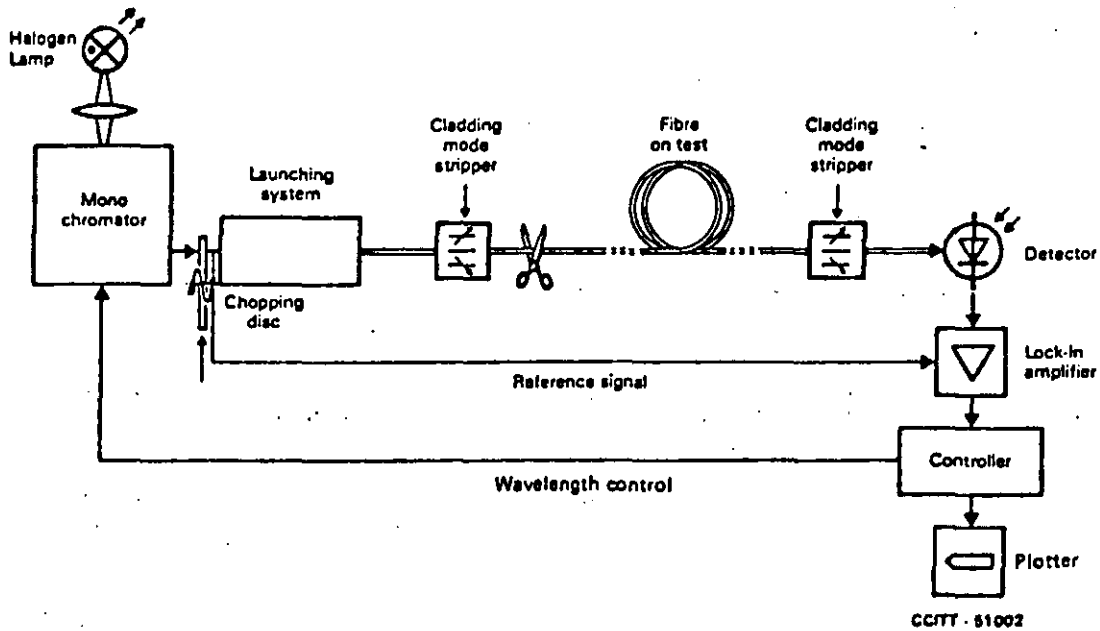 Halogen
Lamp
Mono
chromator
Launching
system
Chopping
disc
Cladding
mode
stripper
Fibre
on test
Cladding
mode
stripper
Detector
Reference signal
Lock-In
amplifier
Wavelength control
Controller
Plotter
CCITT - 51002